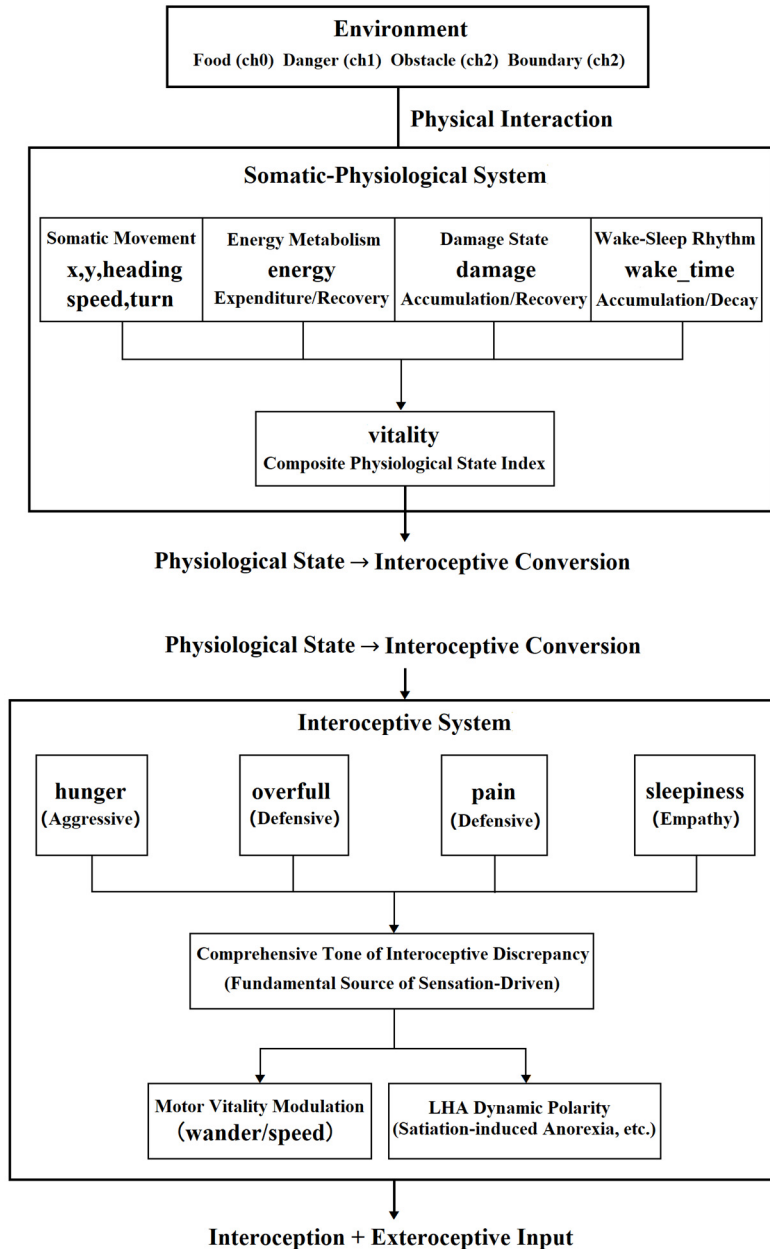 Environment
Food (ch0) Danger (ch1) Obstacle (ch2) Boundary (ch2)
Physical Interaction
Somatic-Physiological System
Somatic Movement
x,y,heading
speed,turn
Energy Metabolism
energy
Expenditure/Recovery
Damage State
damage
Accumulation/Recovery
Wake-Sleep Rhythm
wake_time
Accumulation/Decay
vitality
Composite Physiological State Index
Physiological State → Interoceptive Conversion
Physiological State → Interoceptive Conversion
Interoceptive System
hunger
(Aggressive)
overfull
(Defensive)
pain
(Defensive)
sleepiness
(Empathy)
Comprehensive Tone of Interoceptive Discrepancy
(Fundamental Source of Sensation-Driven)
Motor Vitality Modulation
(wander/speed)
LHA Dynamic Polarity
(Satiation-induced Anorexia, etc.)
Interoception + Exteroceptive Input